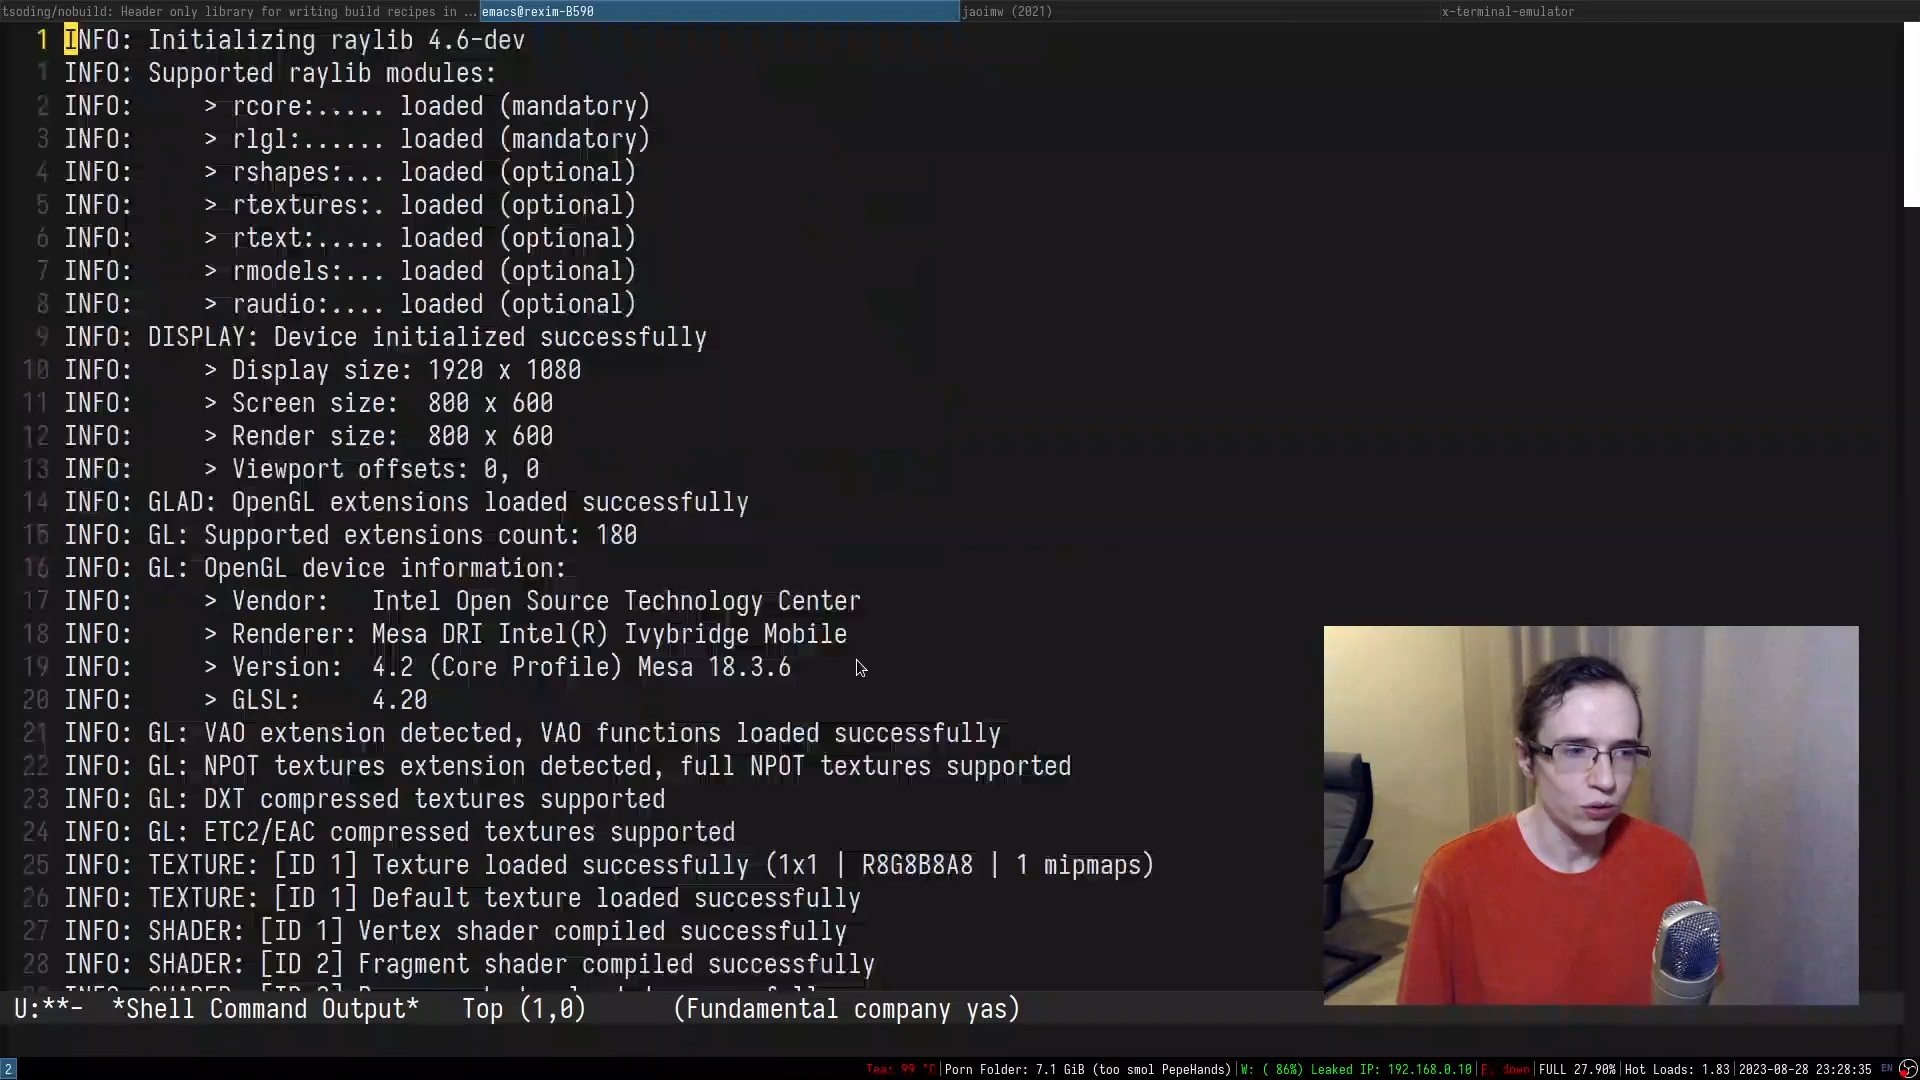 tsoding/nobuild: Header only library for writing build recipes in ...
emacs@rexim-B590
jaoimw (2021)
x-terminal-emulator
1 INFO: Initializing raylib 4.6-dev
1 INFO: Supported raylib modules:
2 INFO:     > rcore:..... loaded (mandatory)
3 INFO:     > rlgl:...... loaded (mandatory)
4 INFO:     > rshapes:... loaded (optional)
5 INFO:     > rtextures:. loaded (optional)
6 INFO:     > rtext:..... loaded (optional)
7 INFO:     > rmodels:... loaded (optional)
8 INFO:     > raudio:.... loaded (optional)
9 INFO: DISPLAY: Device initialized successfully
10 INFO:     > Display size: 1920 x 1080
11 INFO:     > Screen size:  800 x 600
12 INFO:     > Render size:  800 x 600
13 INFO:     > Viewport offsets: 0, 0
14 INFO: GLAD: OpenGL extensions loaded successfully
15 INFO: GL: Supported extensions count: 180
16 INFO: GL: OpenGL device information:
17 INFO:     > Vendor:   Intel Open Source Technology Center
18 INFO:     > Renderer: Mesa DRI Intel(R) Ivybridge Mobile
19 INFO:     > Version:  4.2 (Core Profile) Mesa 18.3.6
20 INFO:     > GLSL:     4.20
21 INFO: GL: VAO extension detected, VAO functions loaded successfully
22 INFO: GL: NPOT textures extension detected, full NPOT textures supported
23 INFO: GL: DXT compressed textures supported
24 INFO: GL: ETC2/EAC compressed textures supported
25 INFO: TEXTURE: [ID 1] Texture loaded successfully (1x1 | R8G8B8A8 | 1 mipmaps)
26 INFO: TEXTURE: [ID 1] Default texture loaded successfully
27 INFO: SHADER: [ID 1] Vertex shader compiled successfully
28 INFO: SHADER: [ID 2] Fragment shader compiled successfully
U:**-  *Shell Command Output*   Top (1,0)      (Fundamental company yas)
2
Tea: 99 °C|Porn Folder: 7.1 GiB (too smol PepeHands)|W: ( 86%) Leaked IP: 192.168.0.10|E: down|FULL 27.90%|Hot Loads: 1.83|2023-08-28 23:28:35 EN